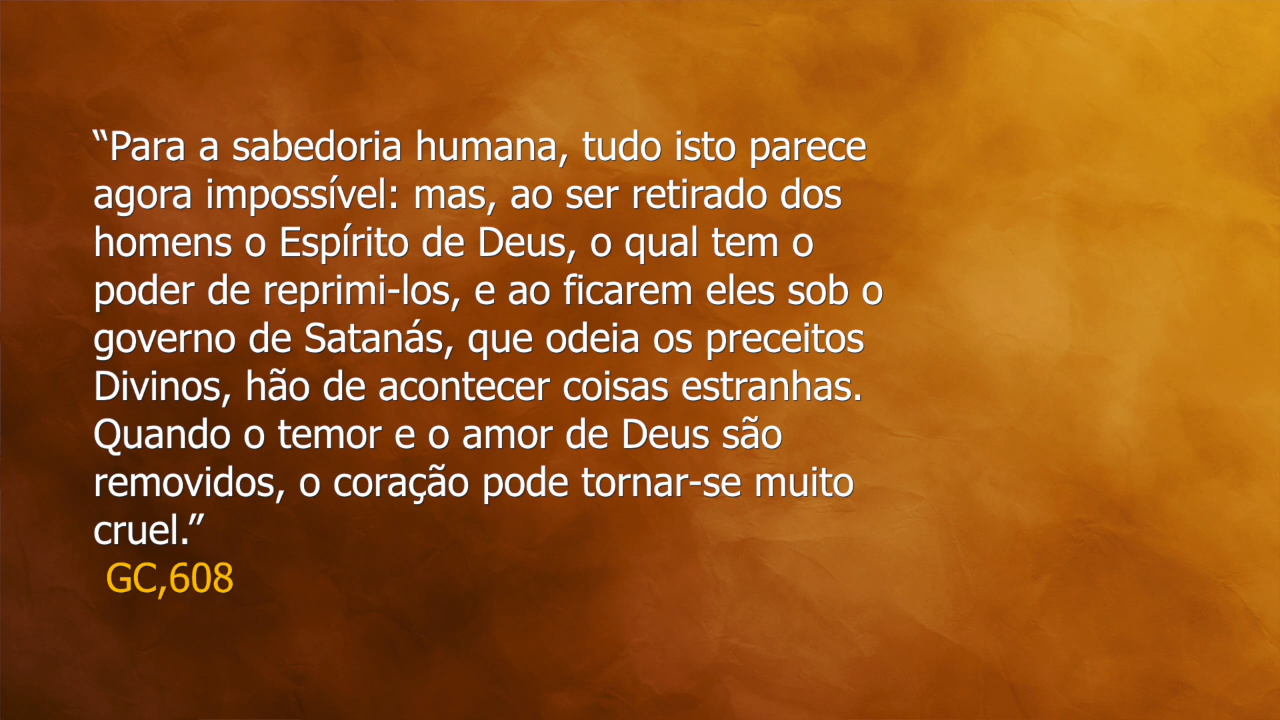 “Para a sabedoria humana, tudo isto parece
agora impossível: mas, ao ser retirado dos
homens o Espírito de Deus, o qual tem o
poder de reprimi-los, e ao ficarem eles sob o
governo de Satanás, que odeia os preceitos
Divinos, hão de acontecer coisas estranhas.
Quando o temor e o amor de Deus são
removidos, o coração pode tornar-se muito
cruel.”
GC,608